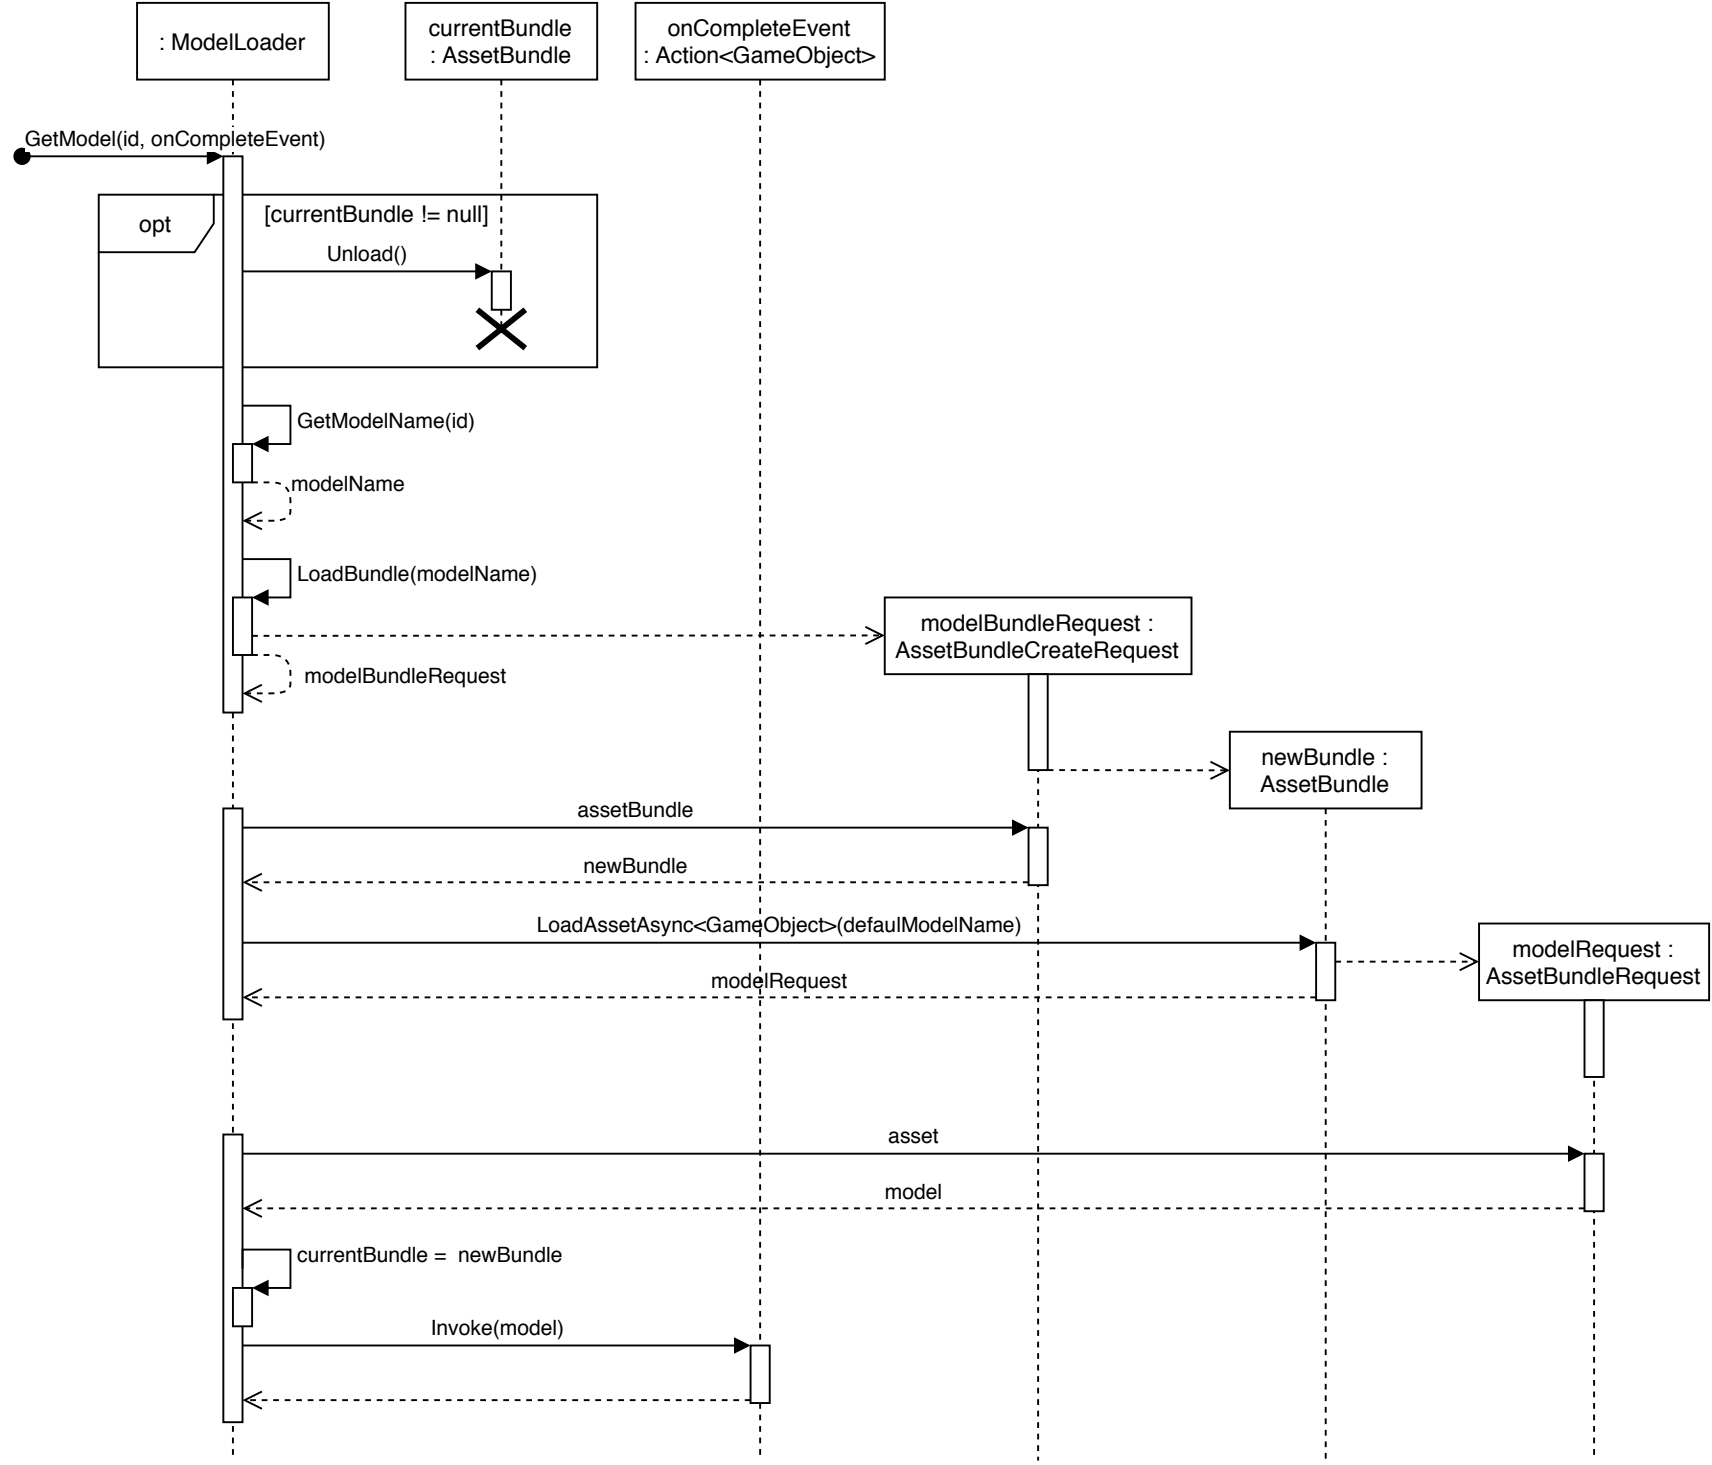 : ModelLoader
currentBundle
: AssetBundle
onCompleteEvent
: Action<GameObject>
GetModel(id, onCompleteEvent)
opt
[currentBundle != null]
Unload()
GetModelName(id)
modelName
LoadBundle(modelName)
modelBundleRequest :
AssetBundleCreateRequest
modelBundleRequest
newBundle :
AssetBundle
assetBundle
newBundle
LoadAssetAsync<GameObject>(defaulModelName)
modelRequest :
AssetBundleRequest
modelRequest
asset
model
currentBundle =  newBundle
Invoke(model)